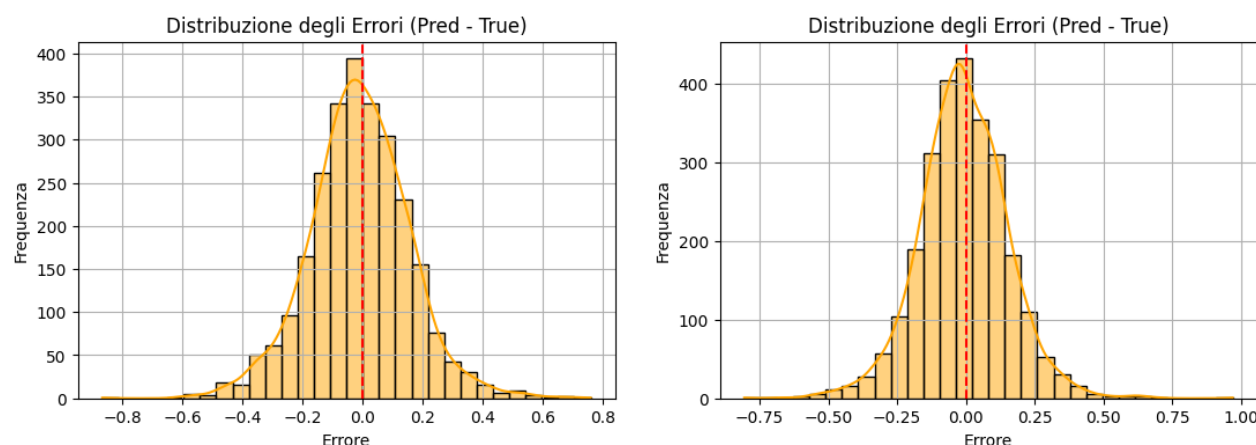 Distribuzione degli Errori (Pred - True)
Frequenza
400
350
300
250
200
150
100
50
0
−0.8 −0.6 −0.4 −0.2 0.0 0.2 0.4 0.6 0.8
Errore
Distribuzione degli Errori (Pred - True)
Frequenza
400
300
200
100
0
−0.75 −0.50 −0.25 0.00 0.25 0.50 0.75 1.00
Errore